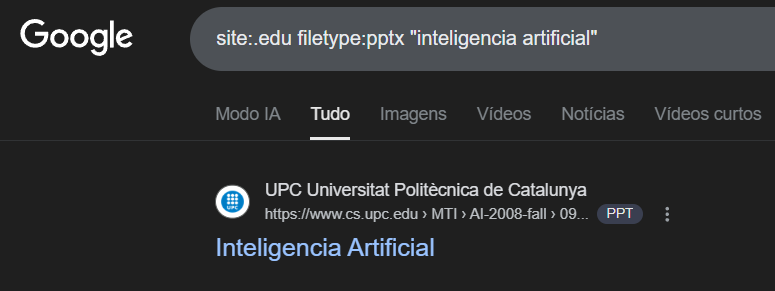 Google
site:.edu filetype:pptx "inteligencia artificial"
Modo IA Tudo Imagens Vídeos Notícias Vídeos curtos
UPC
UPC Universitat Politècnica de Catalunya
https://www.cs.upc.edu › MTI › AI-2008-fall › 09... PPT
Inteligencia Artificial